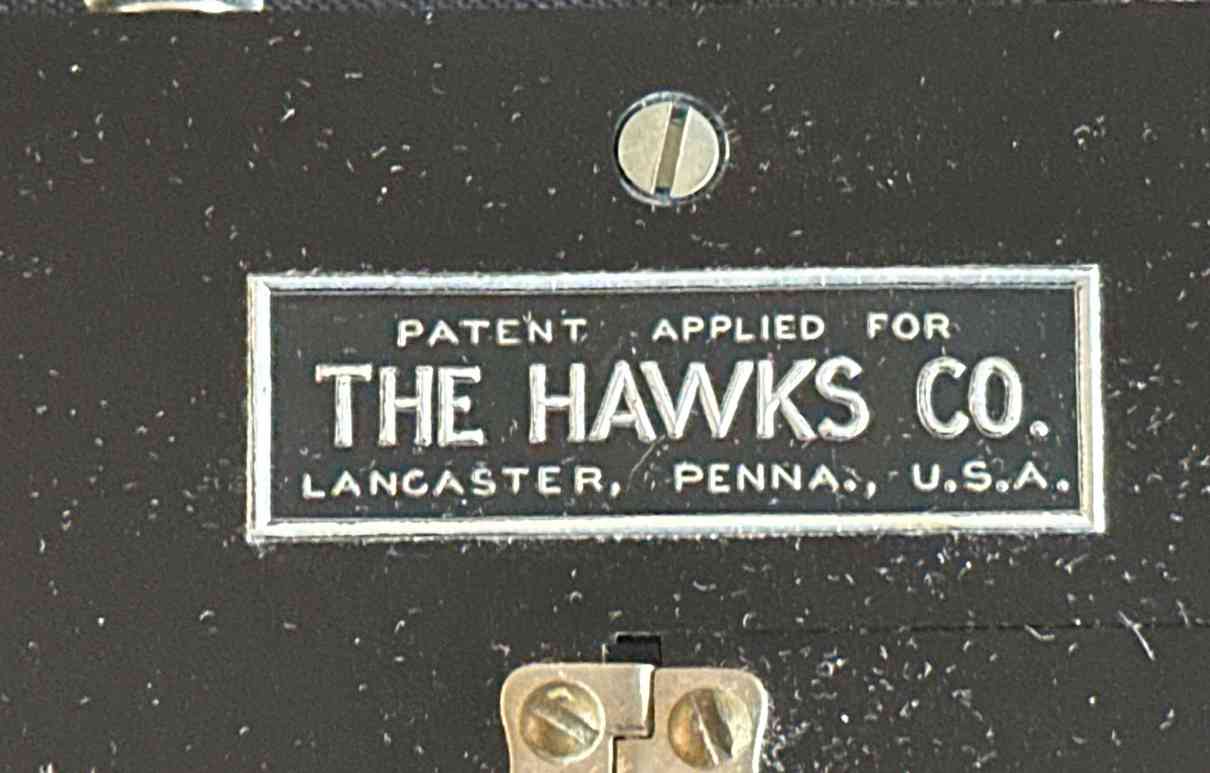 PATENT APPLIED FOR
THE HAWKS CO.
LANCASTER, PENNA., U.S.A.